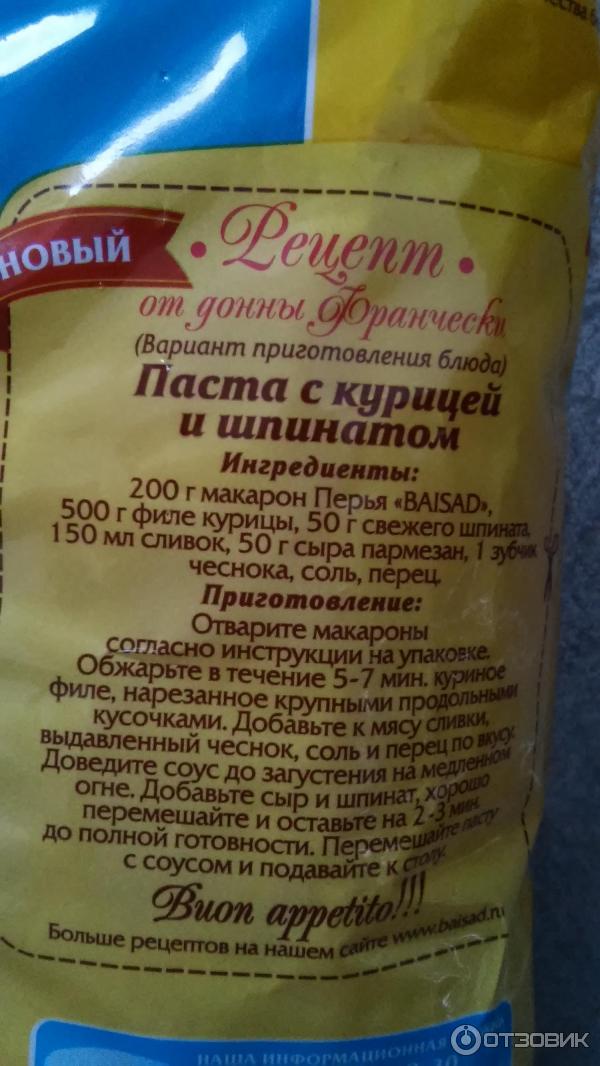 НОВЫЙ
• Рецепт •
от донны Франчески
(Вариант приготовления блюда)
Паста с курицей
и шпинатом
Ингредиенты:
200 г макарон Перья «BAISAD»,
500 г филе курицы, 50 г свежего шпината,
150 мл сливок, 50 г сыра пармезан, 1 зубчик
чеснока, соль, перец.
Приготовление:
Отварите макароны
согласно инструкции на упаковке.
Обжарьте в течение 5-7 мин. куриное
филе, нарезанное крупными продольными
кусочками. Добавьте к мясу сливки,
выдавленный чеснок, соль и перец по вкусу.
Доведите соус до загустения на медленном
огне. Добавьте сыр и шпинат, хорошо
перемешайте и оставьте на 2-3 мин.
до полной готовности. Перемешайте пасту
с соусом и подавайте к столу.
Buon appetito!!!
Больше рецептов на нашем сайте www.baisad.ru
НАША ИНФОРМАЦИОННАЯ
ОТЗОВИК